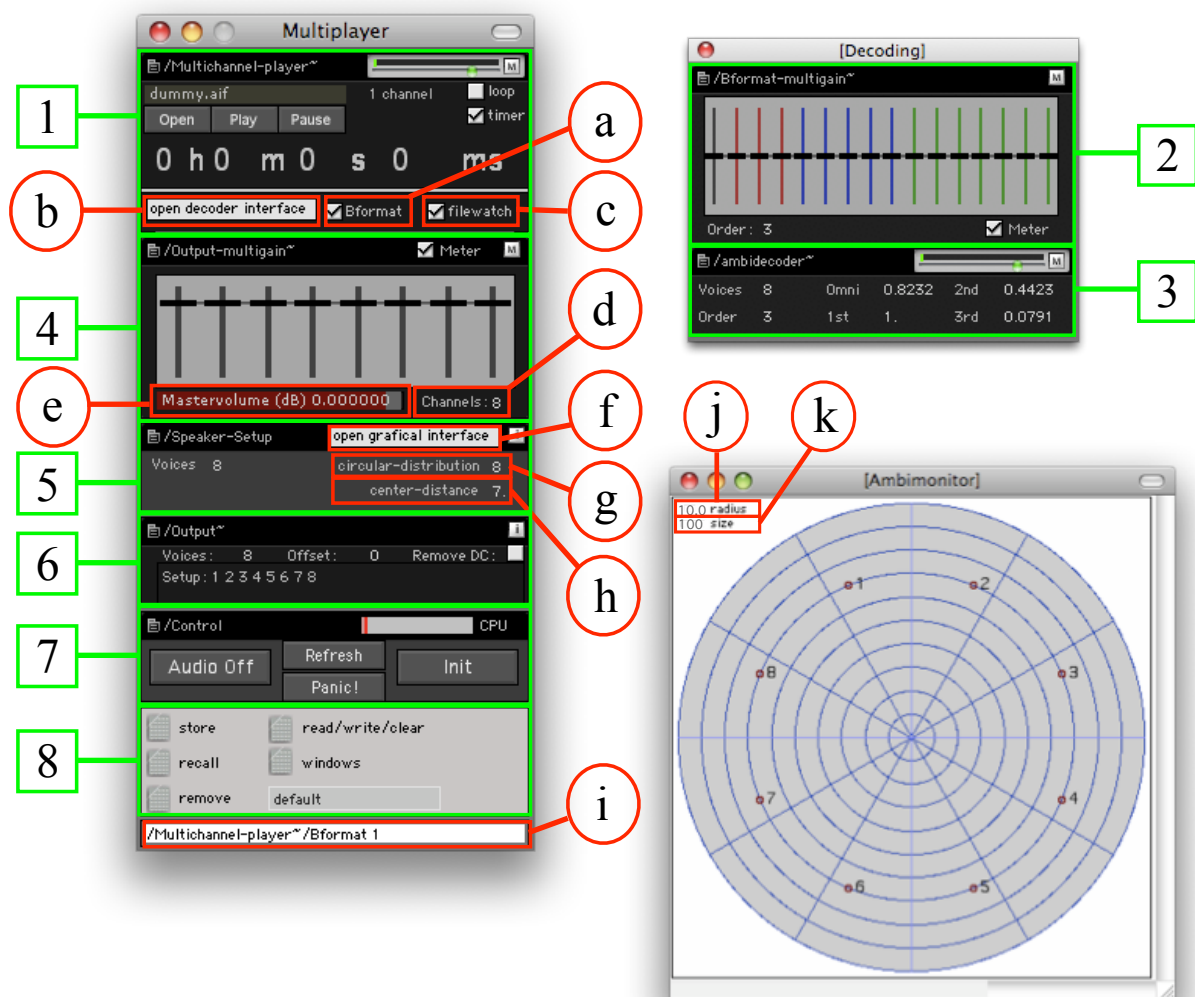 Multiplayer
/Multichannel-player~ M
dummy.aif 1 channel loop
Open Play Pause timer
0 h 0 m 0 s 0 ms
open decoder interface Bformat filewatch
/Output-multigain~ Meter M
Mastervolume (dB) 0.000000 Channels: 8
/Speaker-Setup open grafical interface i
Voices 8 circular-distribution 8
center-distance 7.
/Output~ i
Voices: 8 Offset: 0 Remove DC:
Setup: 1 2 3 4 5 6 7 8
/Control CPU
Audio Off Refresh Init
Panic!
store read/write/clear
recall windows
remove default
/Multichannel-player~/Bformat 1
1
b
4
e
5
6
7
8
a
c
d
f
g
h
i
[Decoding]
/Bformat-multigain~ M
Order: 3 Meter
/ambidecoder~ M
Voices 8 Omni 0.8232 2nd 0.4423
Order 3 1st 1. 3rd 0.0791
2
3
j k
[Ambimonitor]
10.0 radius
100 size
1 2
8 3
7 4
6 5